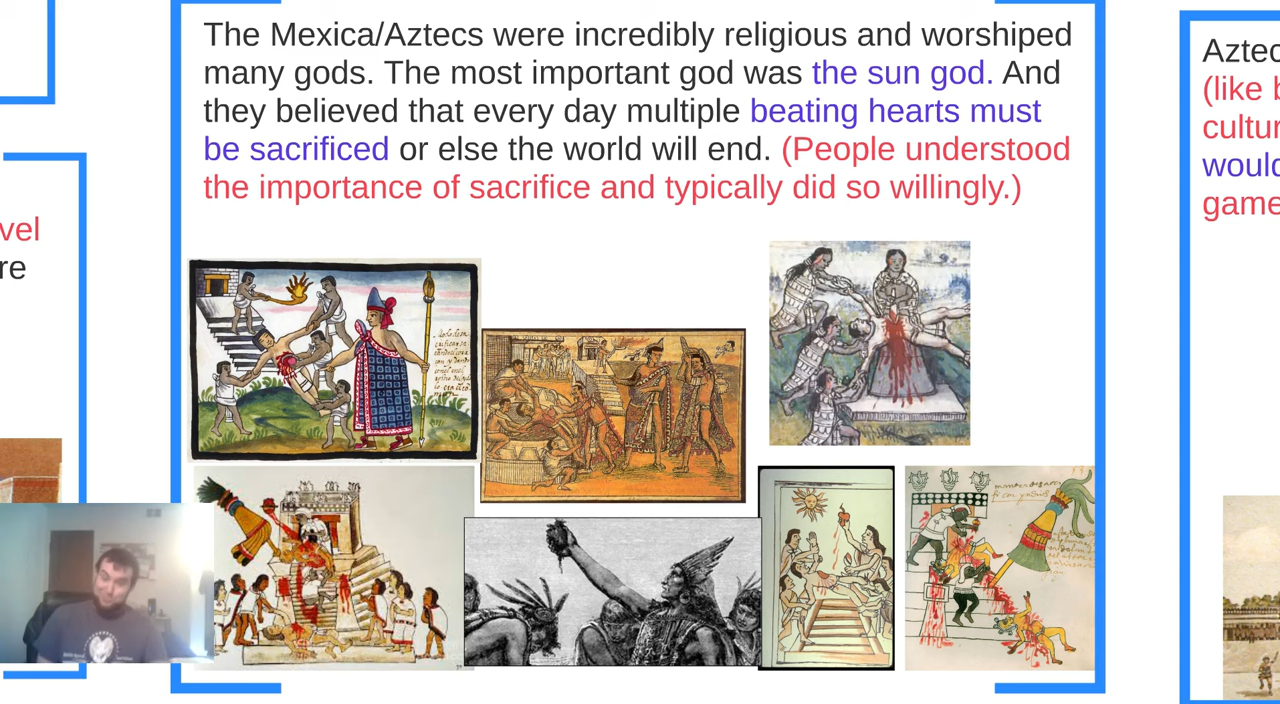 The Mexica/Aztecs were incredibly religious and worshiped
many gods. The most important god was the sun god. And
they believed that every day multiple beating hearts must
be sacrificed or else the world will end. (People understood
the importance of sacrifice and typically did so willingly.)
vel
re
Aztec
(like b
cultur
would
game